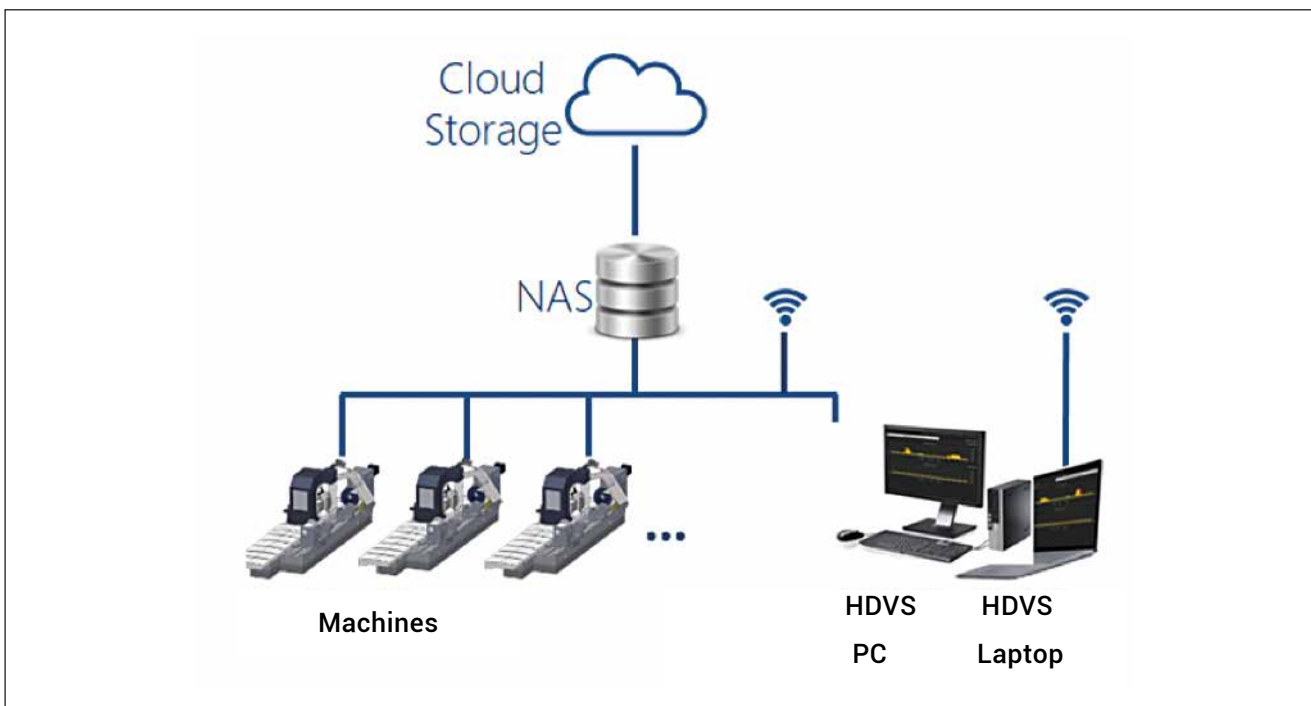 Cloud
Storage
NAS
Machines
HDVS HDVS
PC Laptop